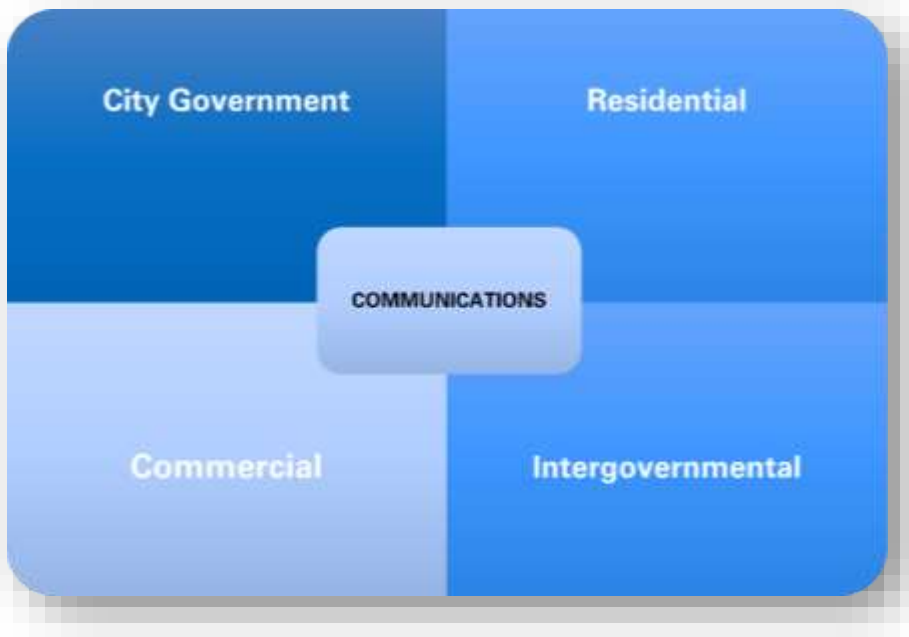 City Government
Residential
COMMUNICATIONS
Commercial
Intergovernmental